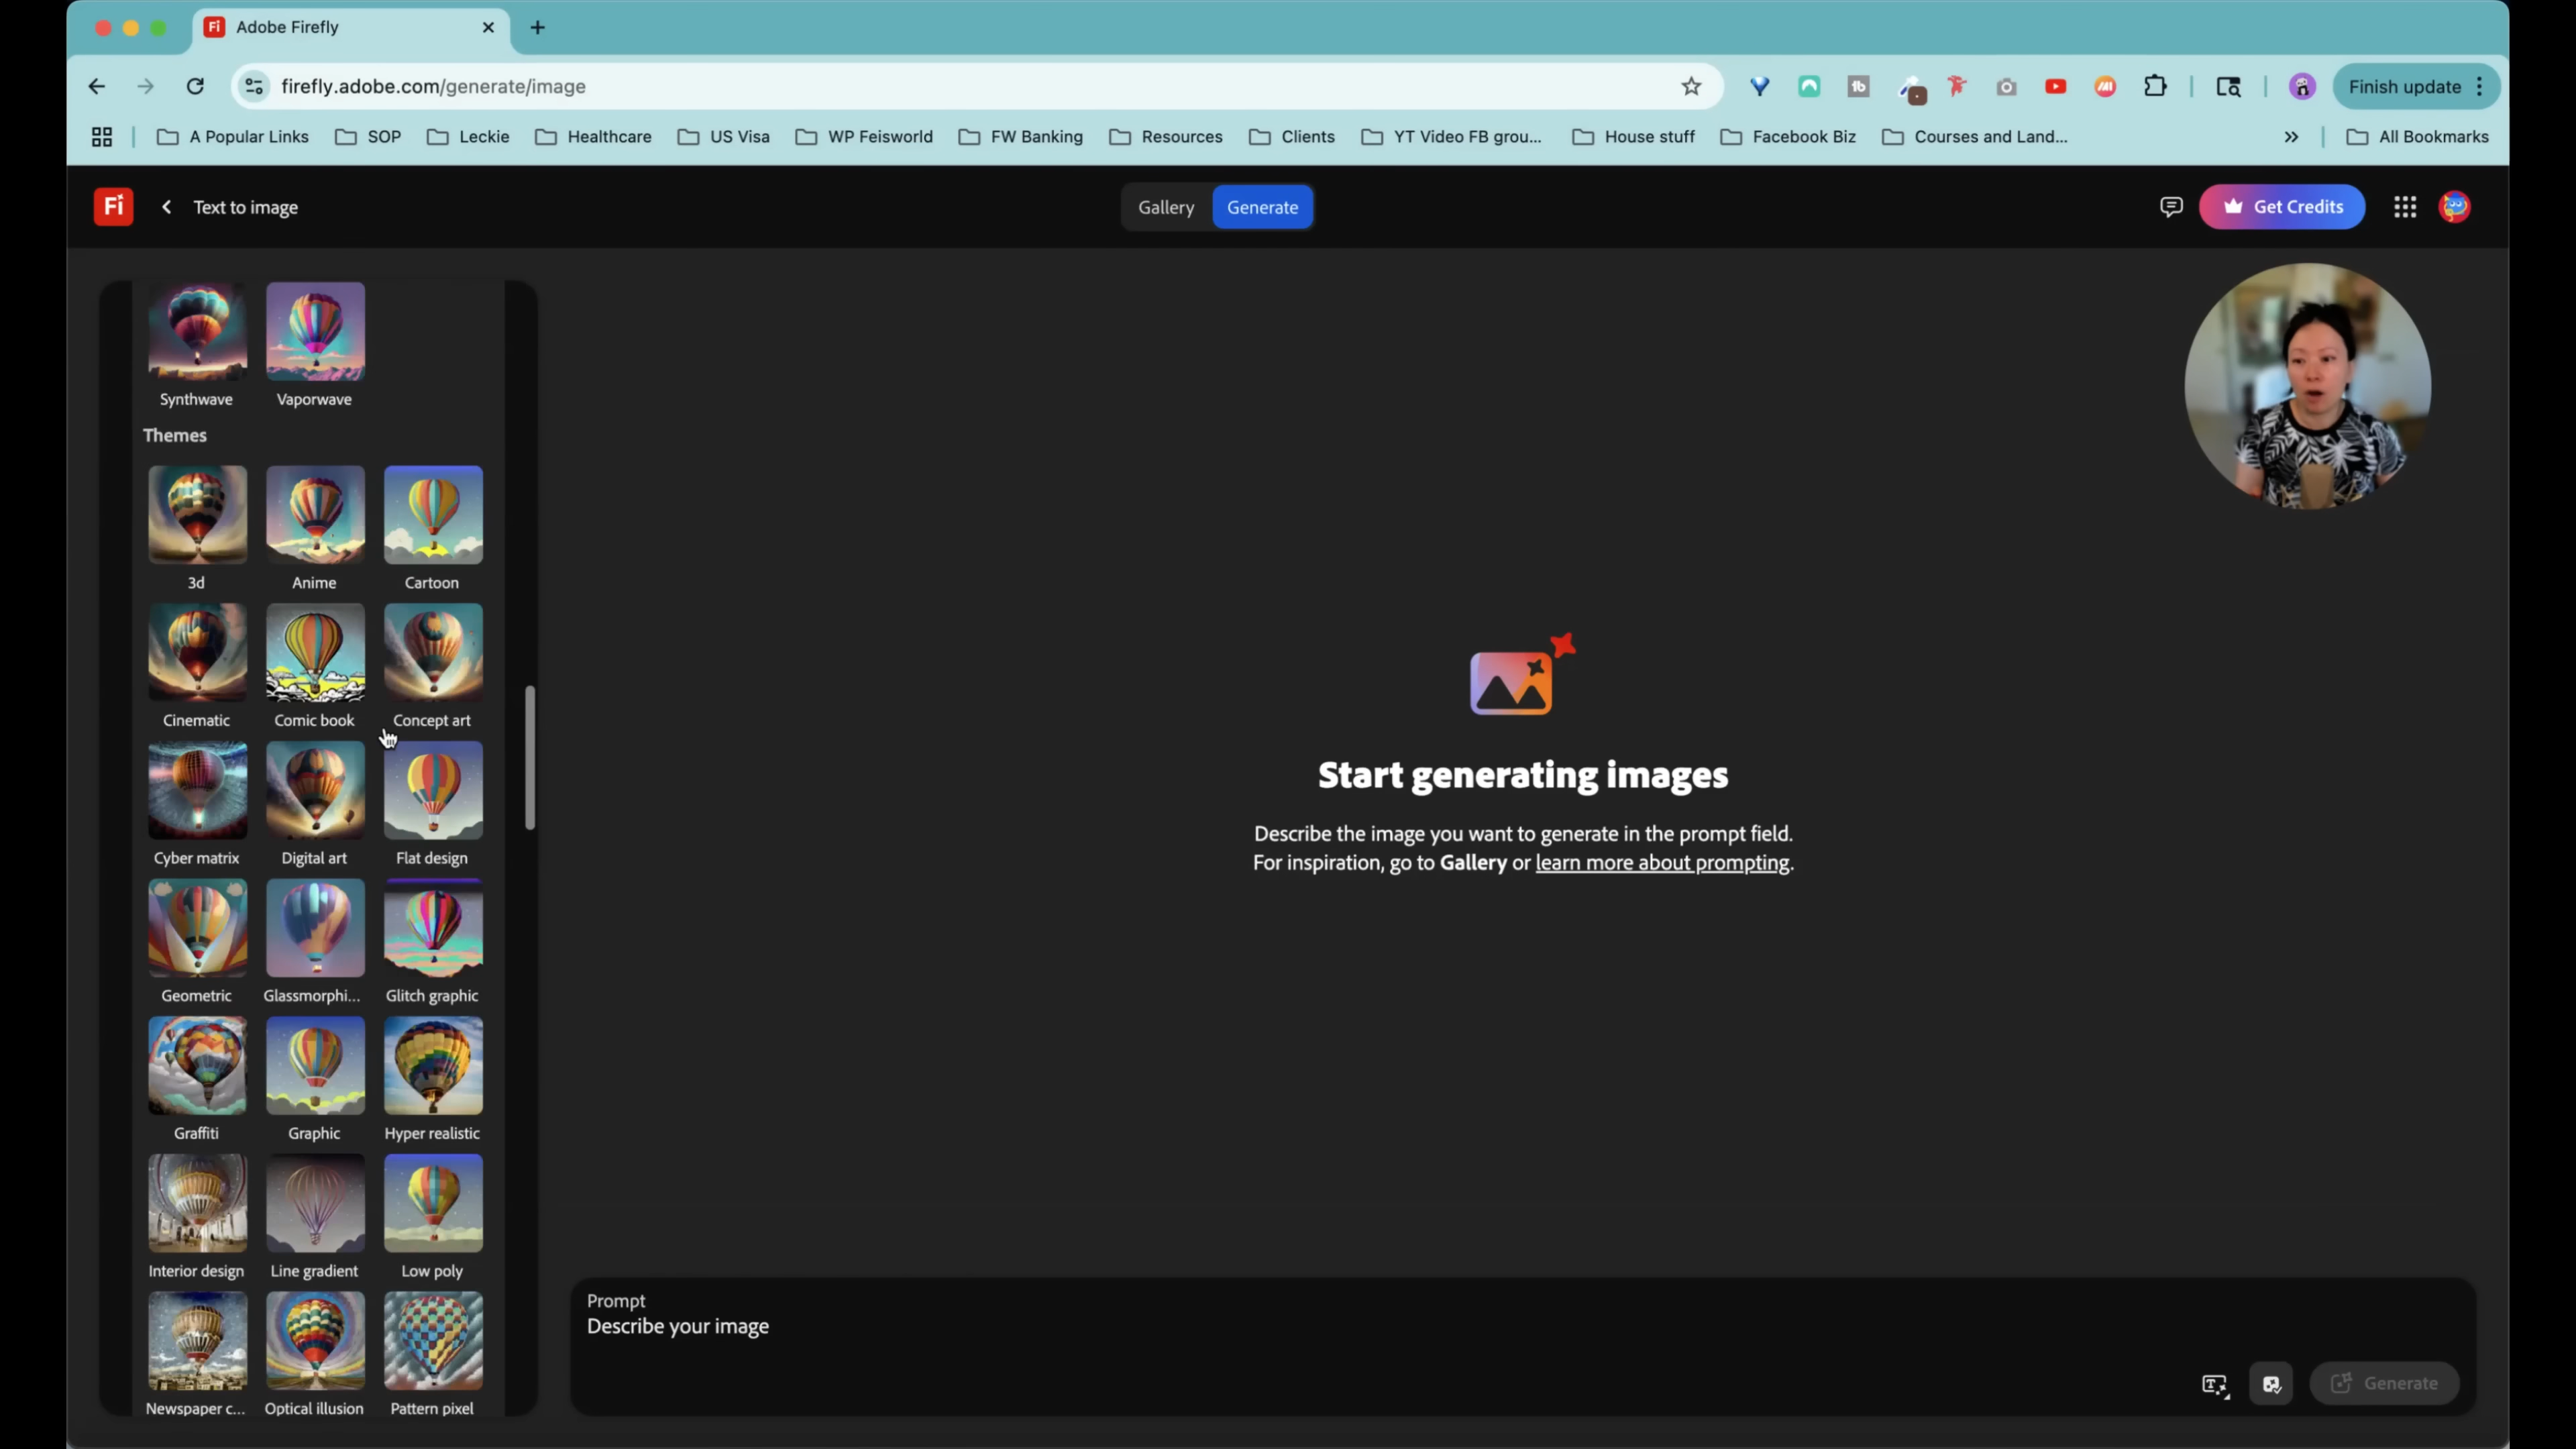 Fi Adobe Firefly
firefly.adobe.com/generate/image
Finish update
A Popular Links SOP Leckie Healthcare US Visa WP Feisworld FW Banking Resources Clients YT Video FB grou... House stuff Facebook Biz Courses and Land... All Bookmarks
Fi Text to image Gallery Generate Get Credits
Synthwave Vaporwave
Themes
3d Anime Cartoon
Cinematic Comic book Concept art
Cyber matrix Digital art Flat design
Geometric Glassmorphi... Glitch graphic
Graffiti Graphic Hyper realistic
Interior design Line gradient Low poly
Newspaper c... Optical illusion Pattern pixel
Start generating images
Describe the image you want to generate in the prompt field.
For inspiration, go to Gallery or learn more about prompting.
Prompt
Describe your image
Generate